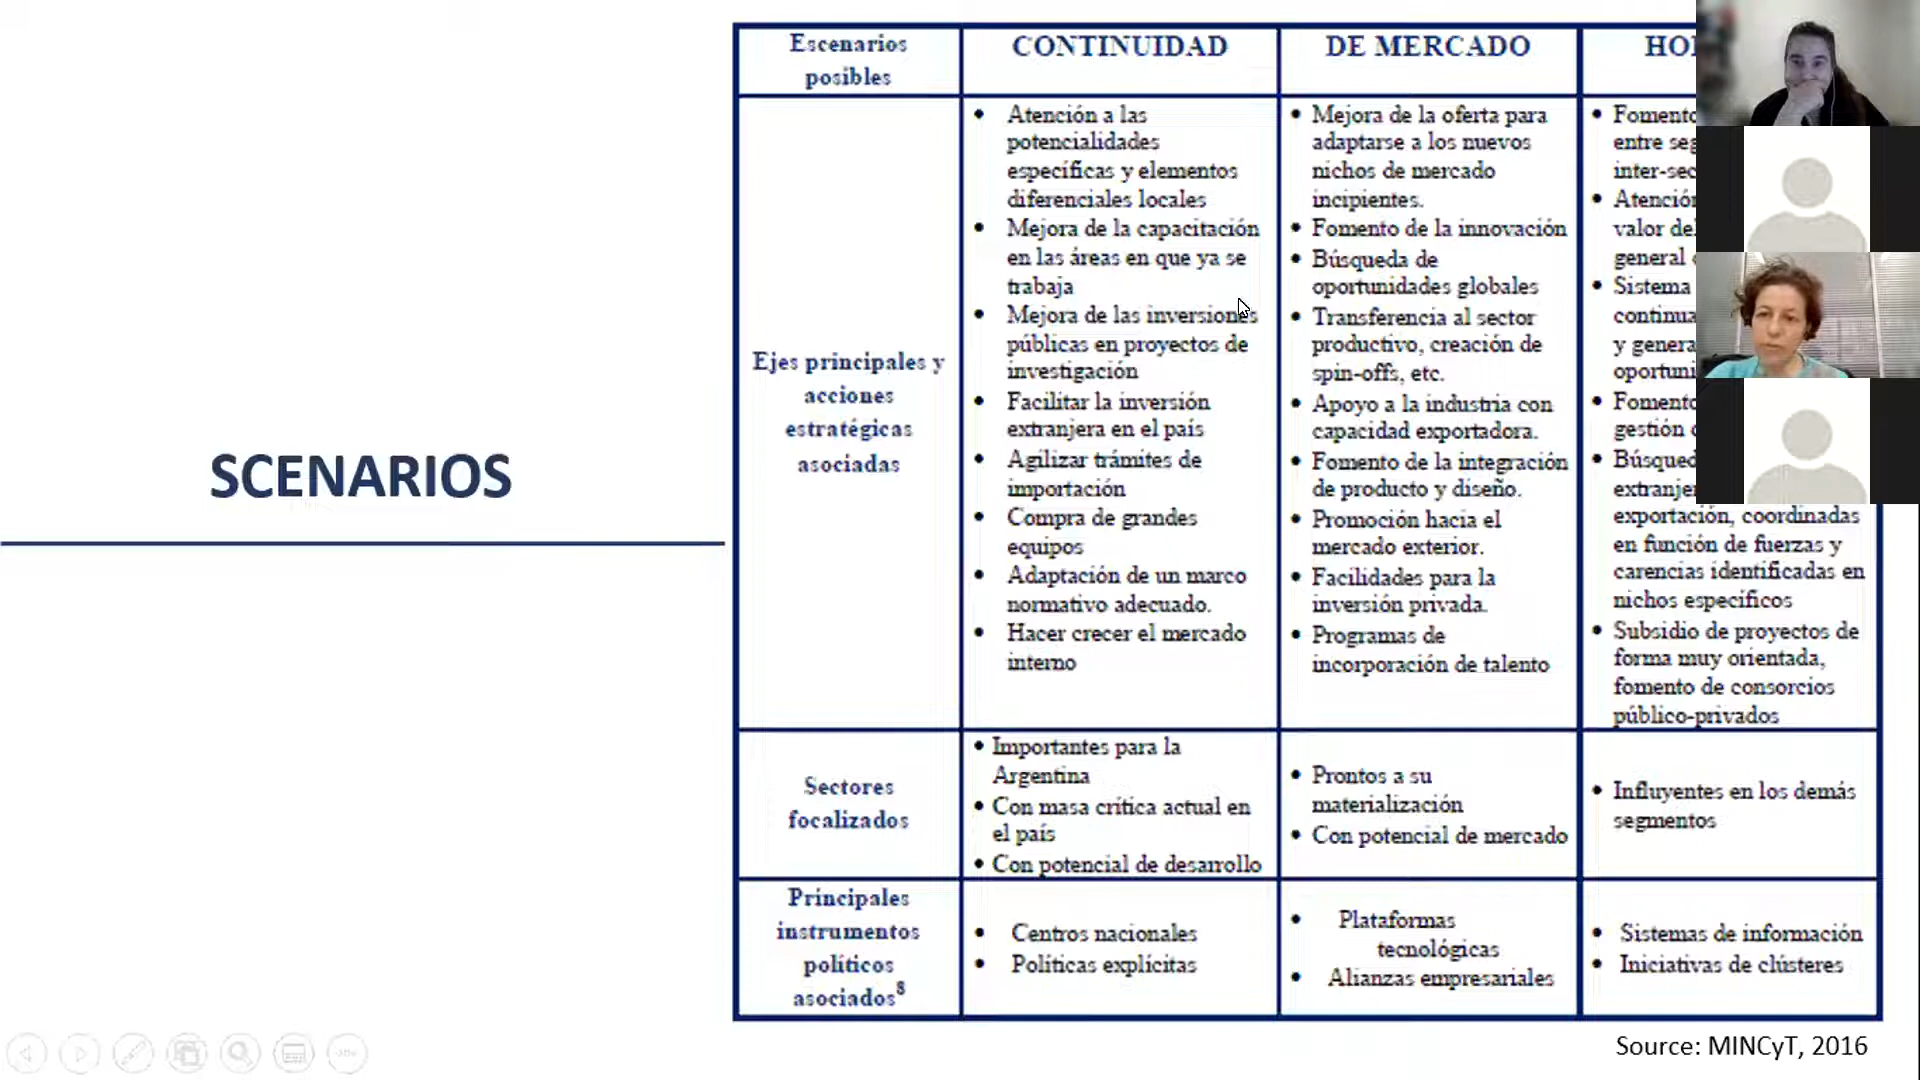 SCENARIOS
Escenarios
posibles
CONTINUIDAD
DE MERCADO
Ejes principales y
acciones
estratégicas
asociadas
• Atención a las
potencialidades
específicas y elementos
diferenciales locales
• Mejora de la capacitación
en las áreas en que ya se
trabaja
• Mejora de las inversiones
públicas en proyectos de
investigación
• Facilitar la inversión
extranjera en el país
• Agilizar trámites de
importación
• Compra de grandes
equipos
• Adaptación de un marco
normativo adecuado.
• Hacer crecer el mercado
interno
• Mejora de la oferta para
adaptarse a los nuevos
nichos de mercado
incipientes.
• Fomento de la innovación
• Búsqueda de
oportunidades globales
• Transferencia al sector
productivo, creación de
spin-offs, etc.
• Apoyo a la industria con
capacidad exportadora.
• Fomento de la integración
de producto y diseño.
• Promoción hacia el
mercado exterior.
• Facilidades para la
inversión privada.
• Programas de
incorporación de talento
• Fomento
entre
• Atención
valor
general
• Sistema
y
• Fomento
gestión
exportación, coordinadas
en función de fuerzas y
carencias identificadas en
nichos específicos
• Subsidio de proyectos de
forma muy orientada,
fomento de consorcios
público-privados
Sectores
focalizados
• Importantes para la
Argentina
• Con masa crítica actual en
el país
• Con potencial de desarrollo
• Prontos a su
materialización
• Con potencial de mercado
• Influyentes en los demás
segmentos
Principales
instrumentos
políticos
asociados8
• Centros nacionales
• Políticas explícitas
• Plataformas
tecnológicas
• Alianzas empresariales
• Sistemas de información
• Iniciativas de clústeres
Source: MINCyT, 2016